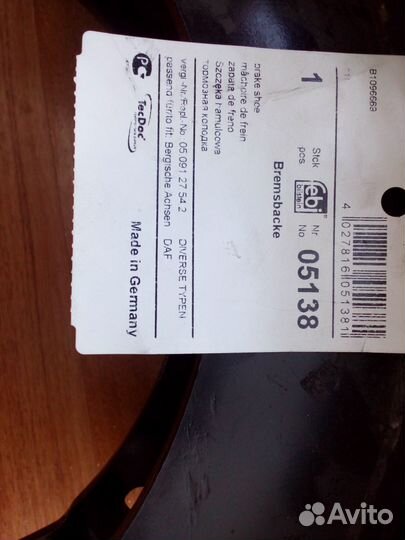 B1096669
4 027816 051381
1
Stck
pcs
febi
bilstein
Nr
No
05138
Bremsbacke
brake shoe
mâchoire de frein
zapata de freno
Szczęka hamulcowa
тормозная колодка
vergl.-Nr./Repl.-No. 05.091.27.54.2 DIVERSE TYPEN
passend für/to fit: Bergische Achsen DAF
TecDoc
Made in Germany
Avito